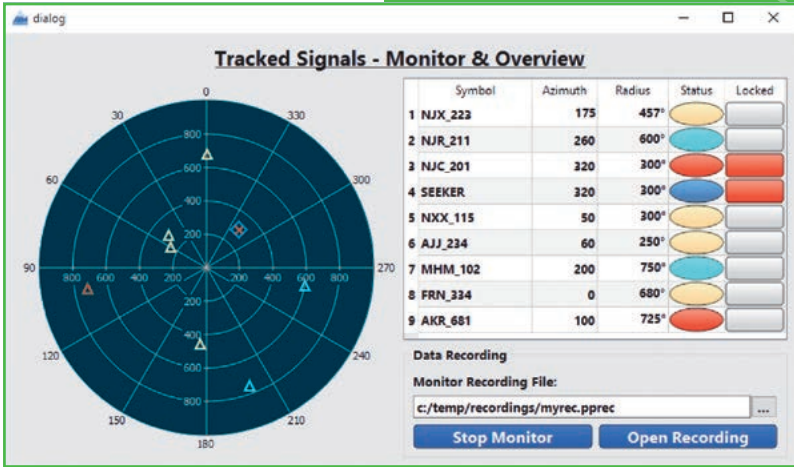 dialog
Tracked Signals - Monitor & Overview
0
30 330
800
60 600 300
400
200
90 800 600 400 200 200 400 600 800 270
200
120 600 240
800
150 210
180
Symbol Azimuth Radius Status Locked
1 NJX_223 175 457°
2 NJR_211 260 600°
3 NJC_201 320 300°
4 SEEKER 320 300°
5 NXX_115 50 300°
6 AJJ_234 60 250°
7 MHM_102 200 750°
8 FRN_334 0 680°
9 AKR_681 100 725°
Data Recording
Monitor Recording File:
c:/temp/recordings/myrec.pprec ...
Stop Monitor Open Recording